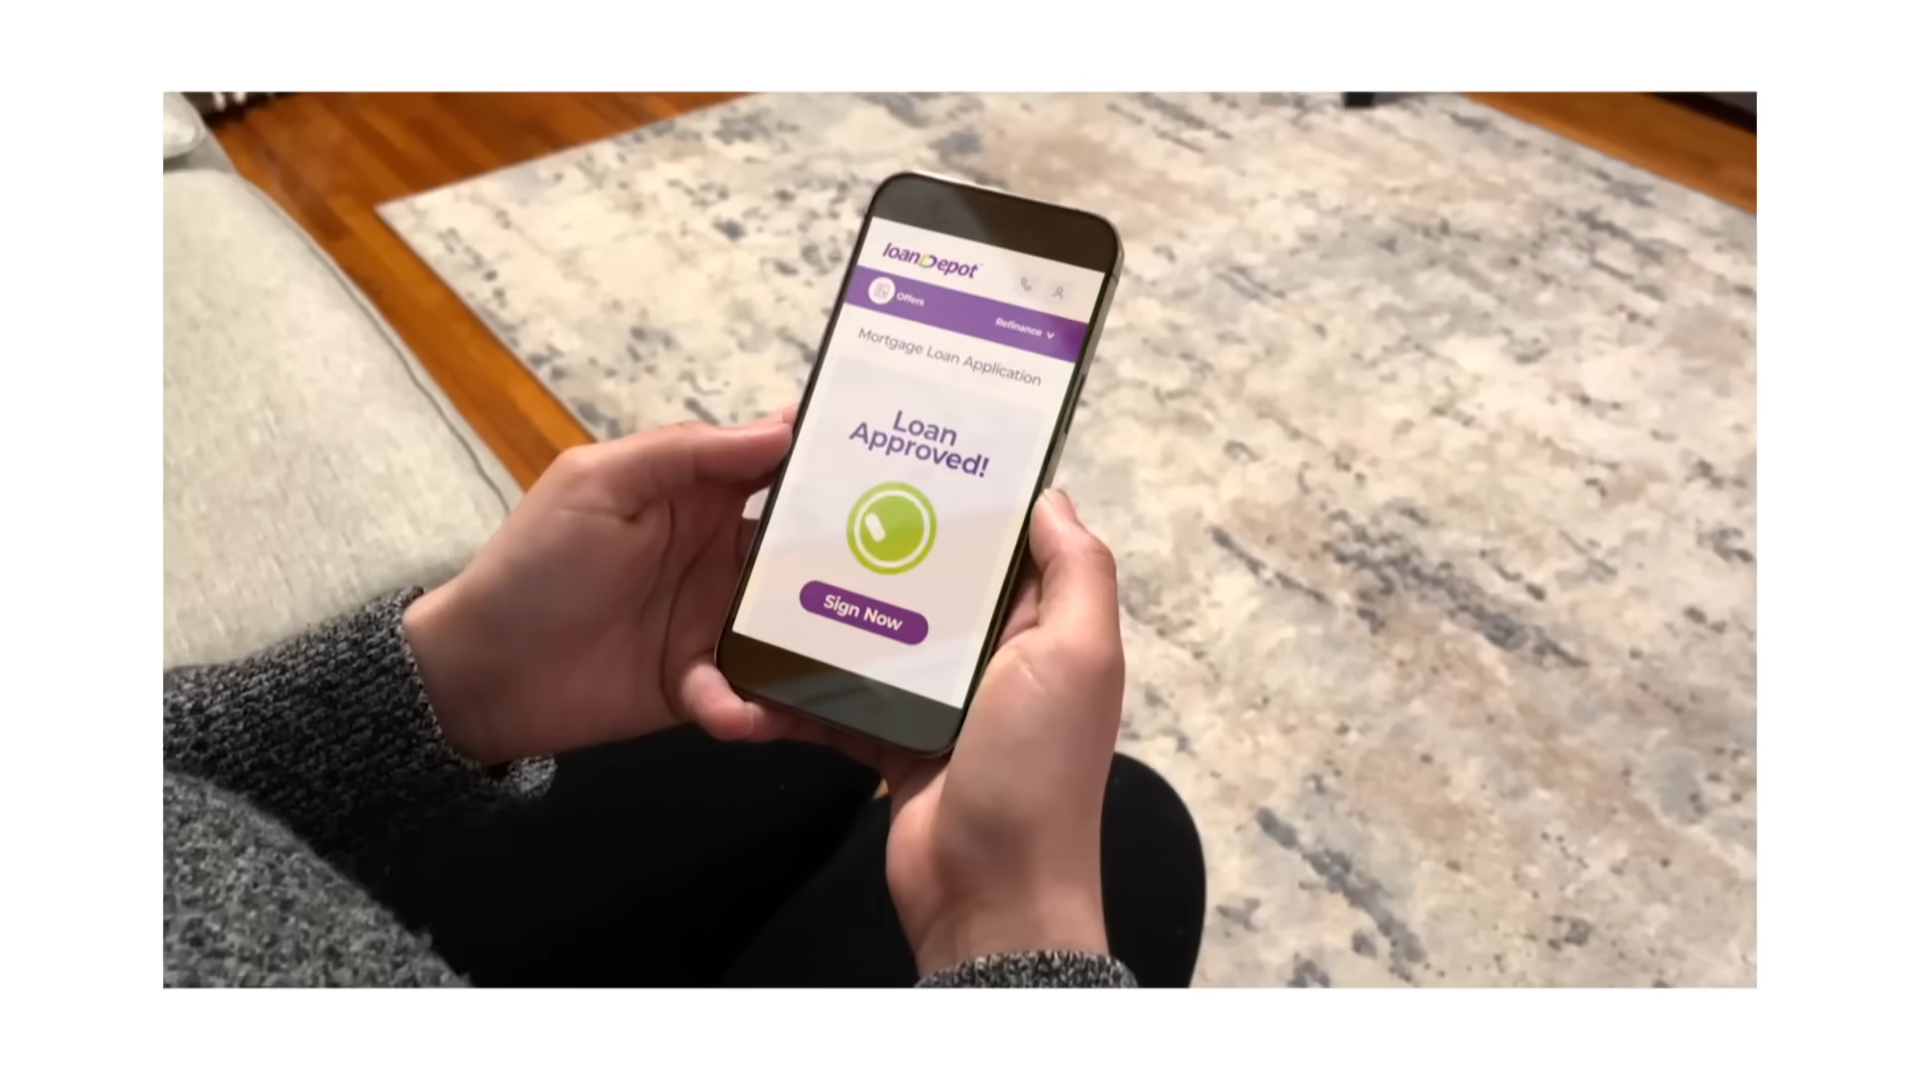 loanDepot
Offers
Refinance
Mortgage Loan Application
Loan
Approved!
Sign Now